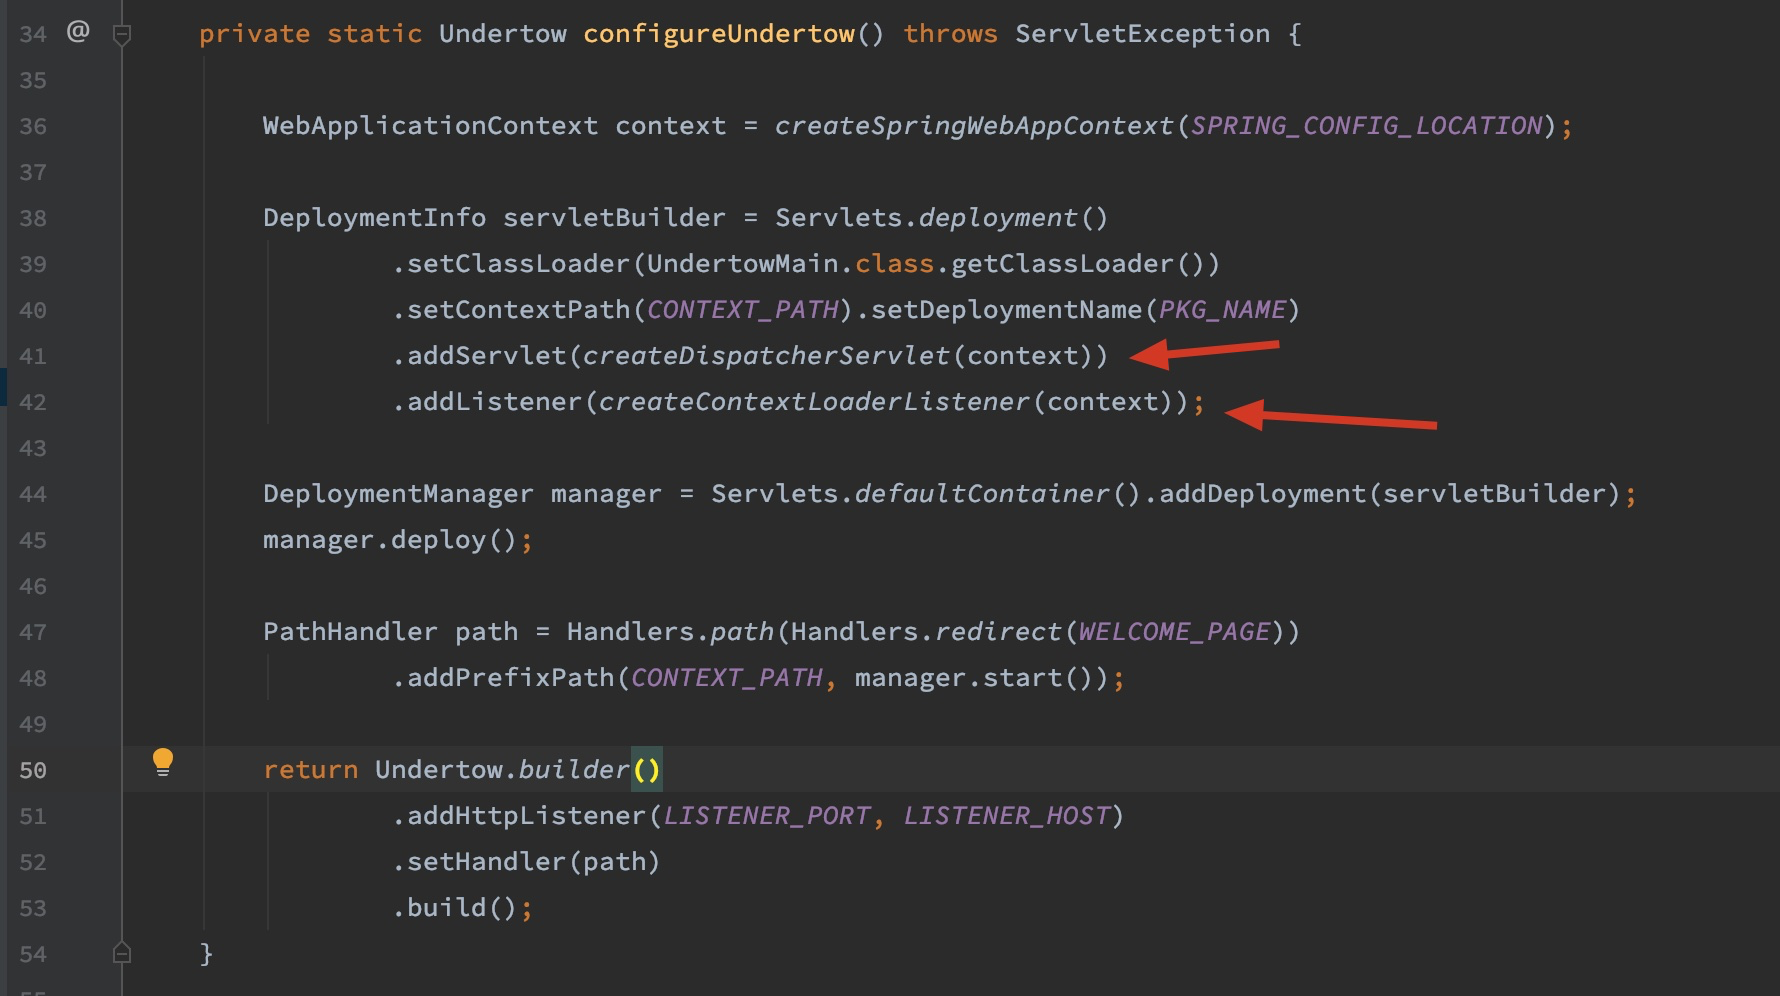 34 @ private static Undertow configureUndertow() throws ServletException {
35
36 WebApplicationContext context = createSpringWebAppContext(SPRING_CONFIG_LOCATION);
37
38 DeploymentInfo servletBuilder = Servlets.deployment()
39 .setClassLoader(UndertowMain.class.getClassLoader())
40 .setContextPath(CONTEXT_PATH).setDeploymentName(PKG_NAME)
41 .addServlet(createDispatcherServlet(context))
42 .addListener(createContextLoaderListener(context));
43
44 DeploymentManager manager = Servlets.defaultContainer().addDeployment(servletBuilder);
45 manager.deploy();
46
47 PathHandler path = Handlers.path(Handlers.redirect(WELCOME_PAGE))
48 .addPrefixPath(CONTEXT_PATH, manager.start());
49
50 return Undertow.builder()
51 .addHttpListener(LISTENER_PORT, LISTENER_HOST)
52 .setHandler(path)
53 .build();
54 }